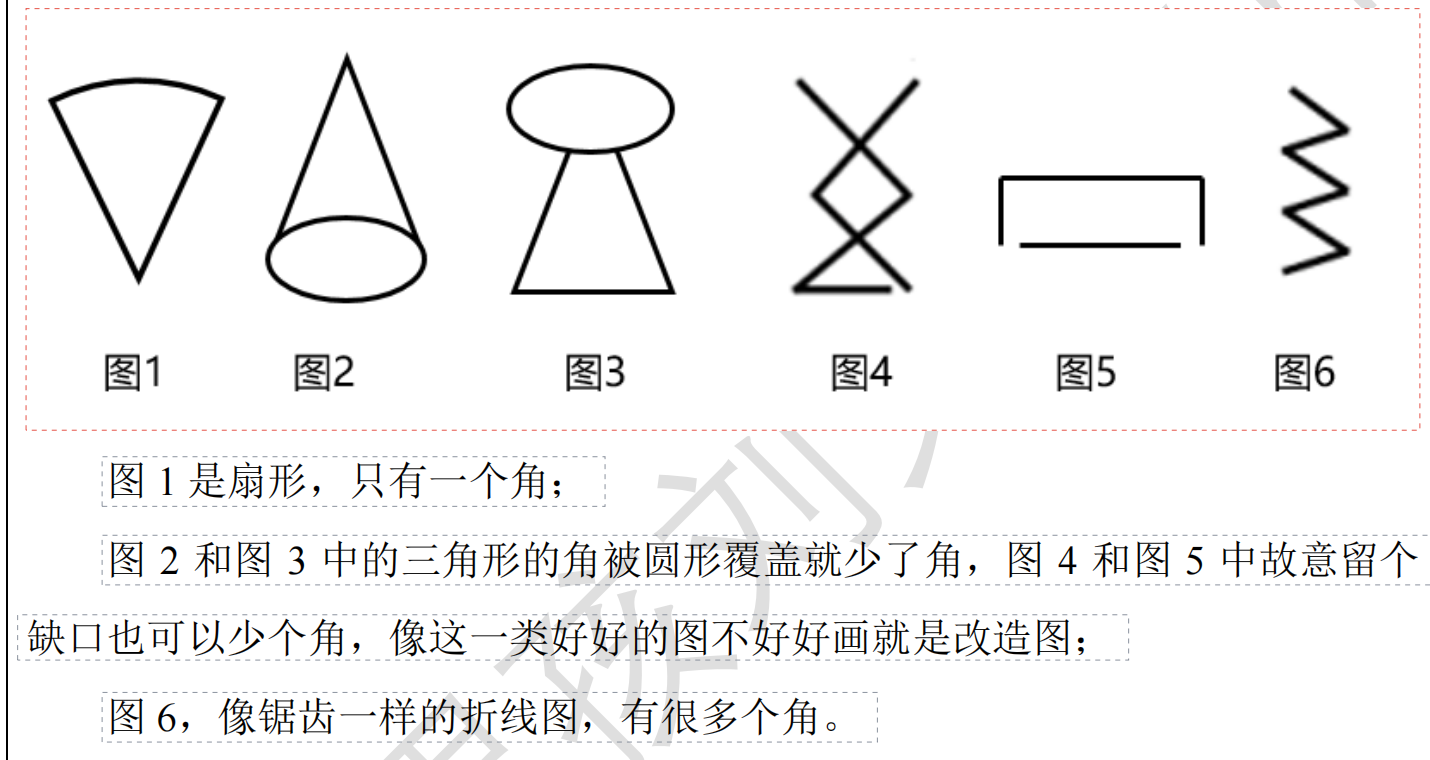 图1 图2 图3 图4 图5 图6
图 1 是扇形，只有一个角；
图 2 和图 3 中的三角形的角被圆形覆盖就少了角，图 4 和图 5 中故意留个
缺口也可以少个角，像这一类好好的图不好好画就是改造图；
图 6，像锯齿一样的折线图，有很多个角。